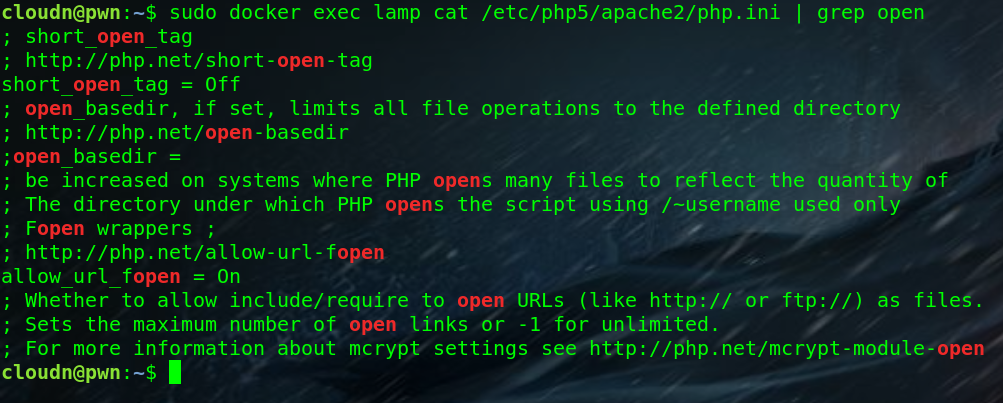 cloudn@pwn:~$ sudo docker exec lamp cat /etc/php5/apache2/php.ini | grep open
; short_open_tag
; http://php.net/short-open-tag
short_open_tag = Off
; open_basedir, if set, limits all file operations to the defined directory
; http://php.net/open-basedir
;open_basedir =
; be increased on systems where PHP opens many files to reflect the quantity of
; The directory under which PHP opens the script using /~username used only
; Fopen wrappers ;
; http://php.net/allow-url-fopen
allow_url_fopen = On
; Whether to allow include/require to open URLs (like http:// or ftp://) as files.
; Sets the maximum number of open links or -1 for unlimited.
; For more information about mcrypt settings see http://php.net/mcrypt-module-open
cloudn@pwn:~$